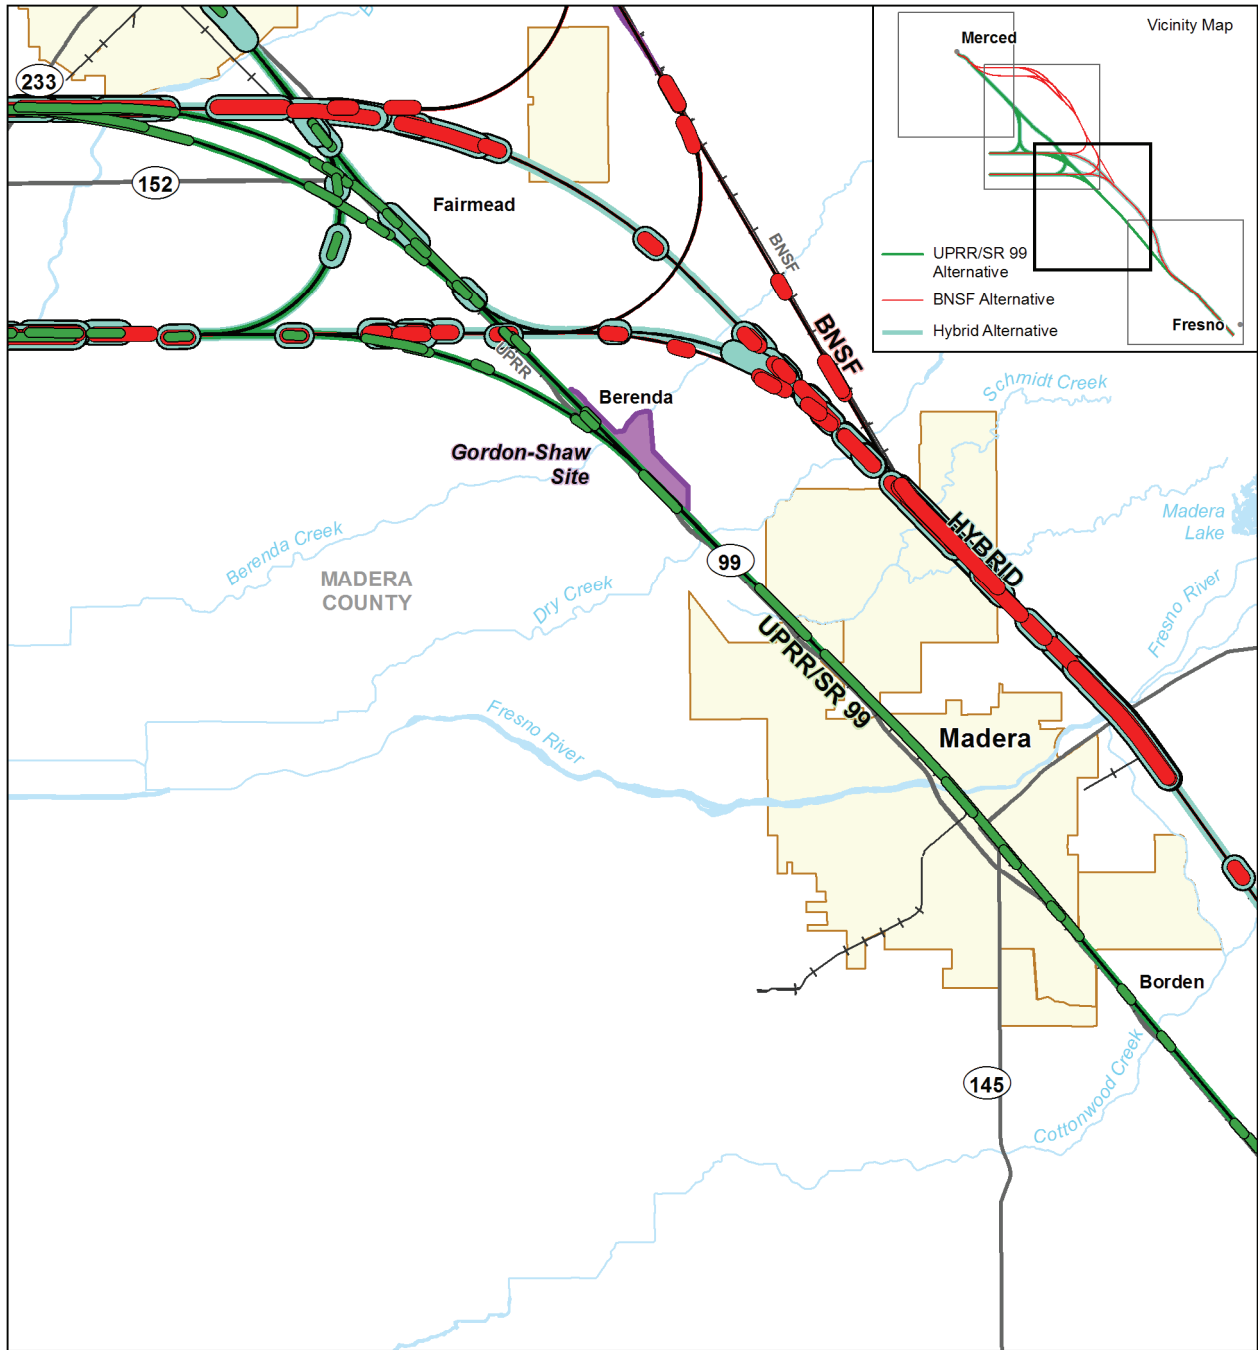 Vicinity Map
Merced
UPRR/SR 99
Alternative
BNSF Alternative
Hybrid Alternative
Fresno
233
152
Fairmead
BNSF
BNSF
UPRR
Berenda
Gordon-Shaw
Site
Schmidt Creek
Madera
Lake
HYBRID
Berenda Creek
99
MADERA
COUNTY
Dry Creek
Fresno River
UPRR/SR 99
Fresno River
Madera
Borden
145
Cottonwood Creek